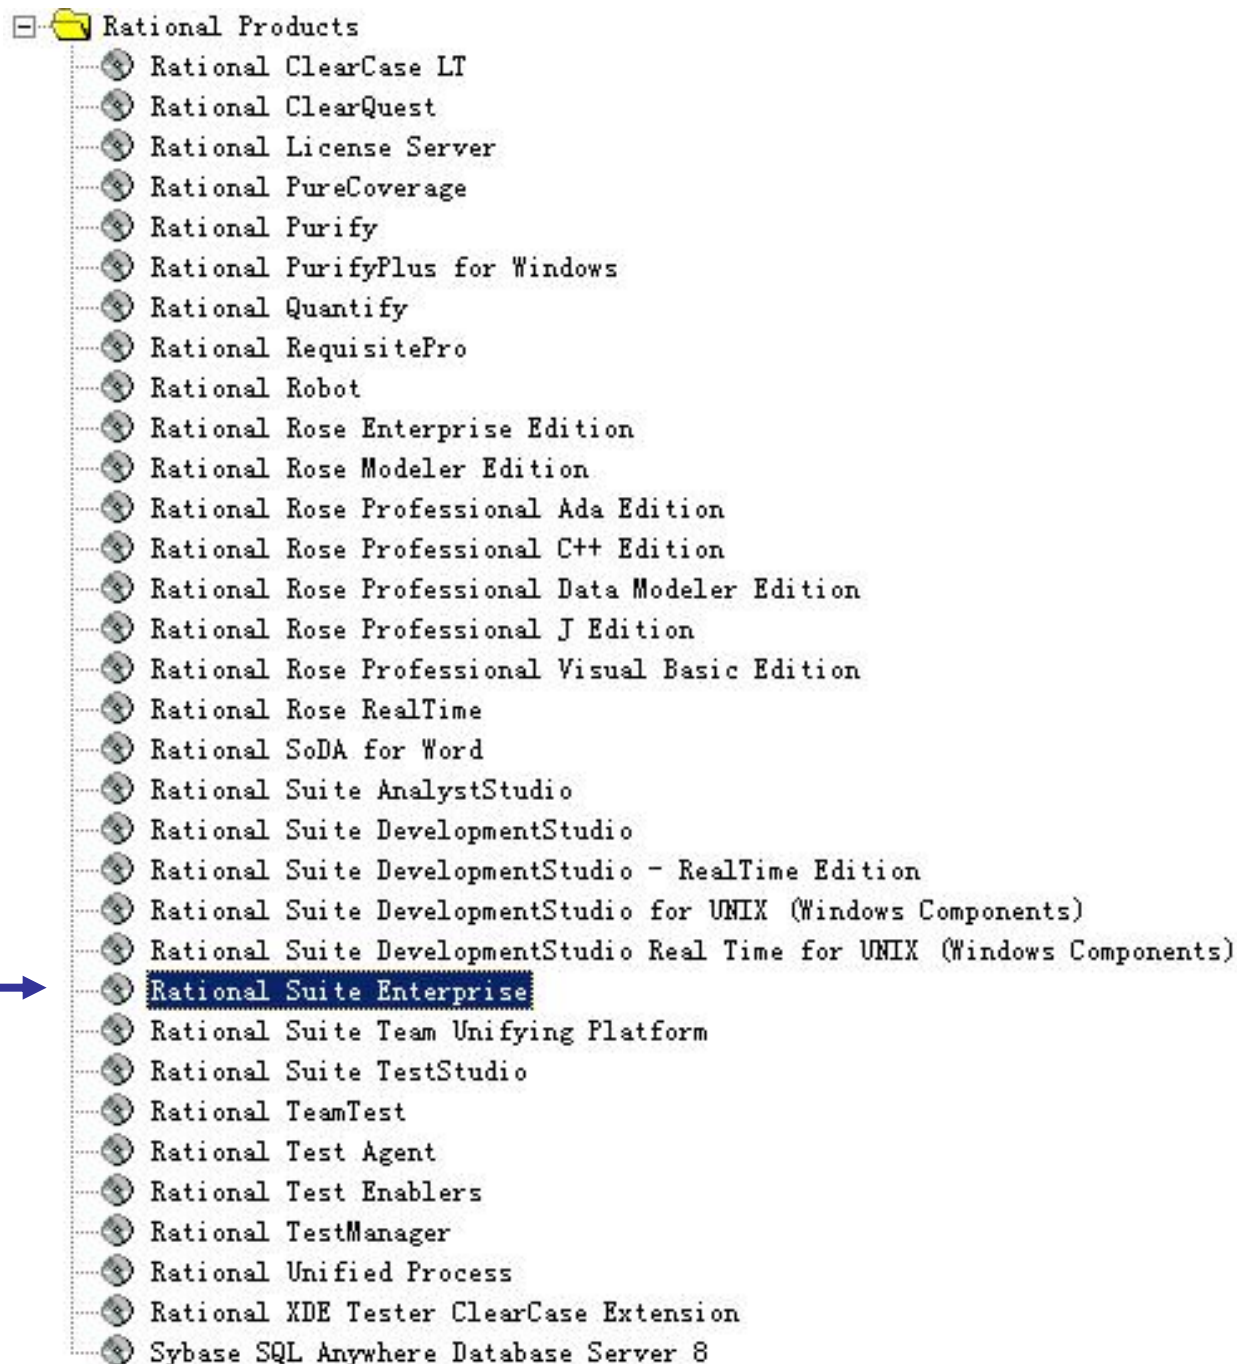 Rational Products
Rational ClearCase LT
Rational ClearQuest
Rational License Server
Rational PureCoverage
Rational Purify
Rational PurifyPlus for Windows
Rational Quantify
Rational RequisitePro
Rational Robot
Rational Rose Enterprise Edition
Rational Rose Modeler Edition
Rational Rose Professional Ada Edition
Rational Rose Professional C++ Edition
Rational Rose Professional Data Modeler Edition
Rational Rose Professional J Edition
Rational Rose Professional Visual Basic Edition
Rational Rose RealTime
Rational SoDA for Word
Rational Suite AnalystStudio
Rational Suite DevelopmentStudio
Rational Suite DevelopmentStudio - RealTime Edition
Rational Suite DevelopmentStudio for UNIX (Windows Components)
Rational Suite DevelopmentStudio Real Time for UNIX (Windows Components)
Rational Suite Enterprise
Rational Suite Team Unifying Platform
Rational Suite TestStudio
Rational TeamTest
Rational Test Agent
Rational Test Enablers
Rational TestManager
Rational Unified Process
Rational XDE Tester ClearCase Extension
Sybase SQL Anywhere Database Server 8